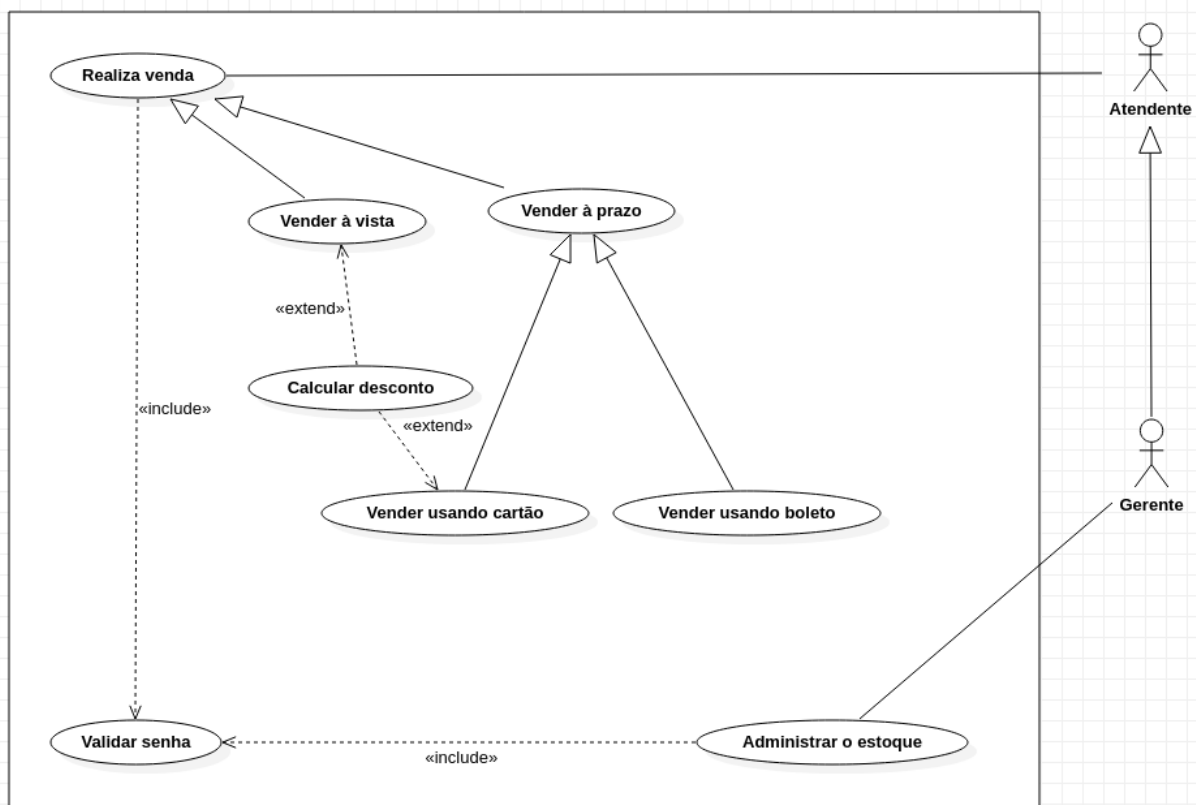 Realiza venda
Atendente
Vender à vista
Vender à prazo
«extend»
Calcular desconto
«include»
«extend»
Vender usando cartão
Vender usando boleto
Gerente
Validar senha
Administrar o estoque
«include»